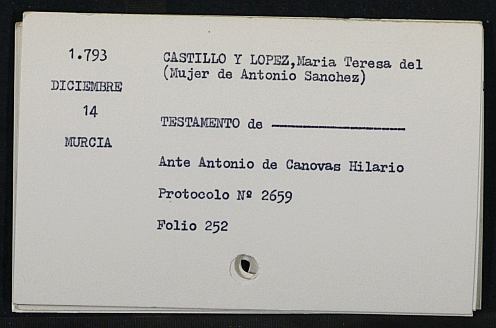 1.793
DICIEMBRE
14
MURCIA
CASTILLO Y LOPEZ,Maria Teresa del
(Mujer de Antonio Sanchez)
TESTAMENTO de
Ante Antonio de Canovas Hilario
Protocolo Nº 2659
Folio 252